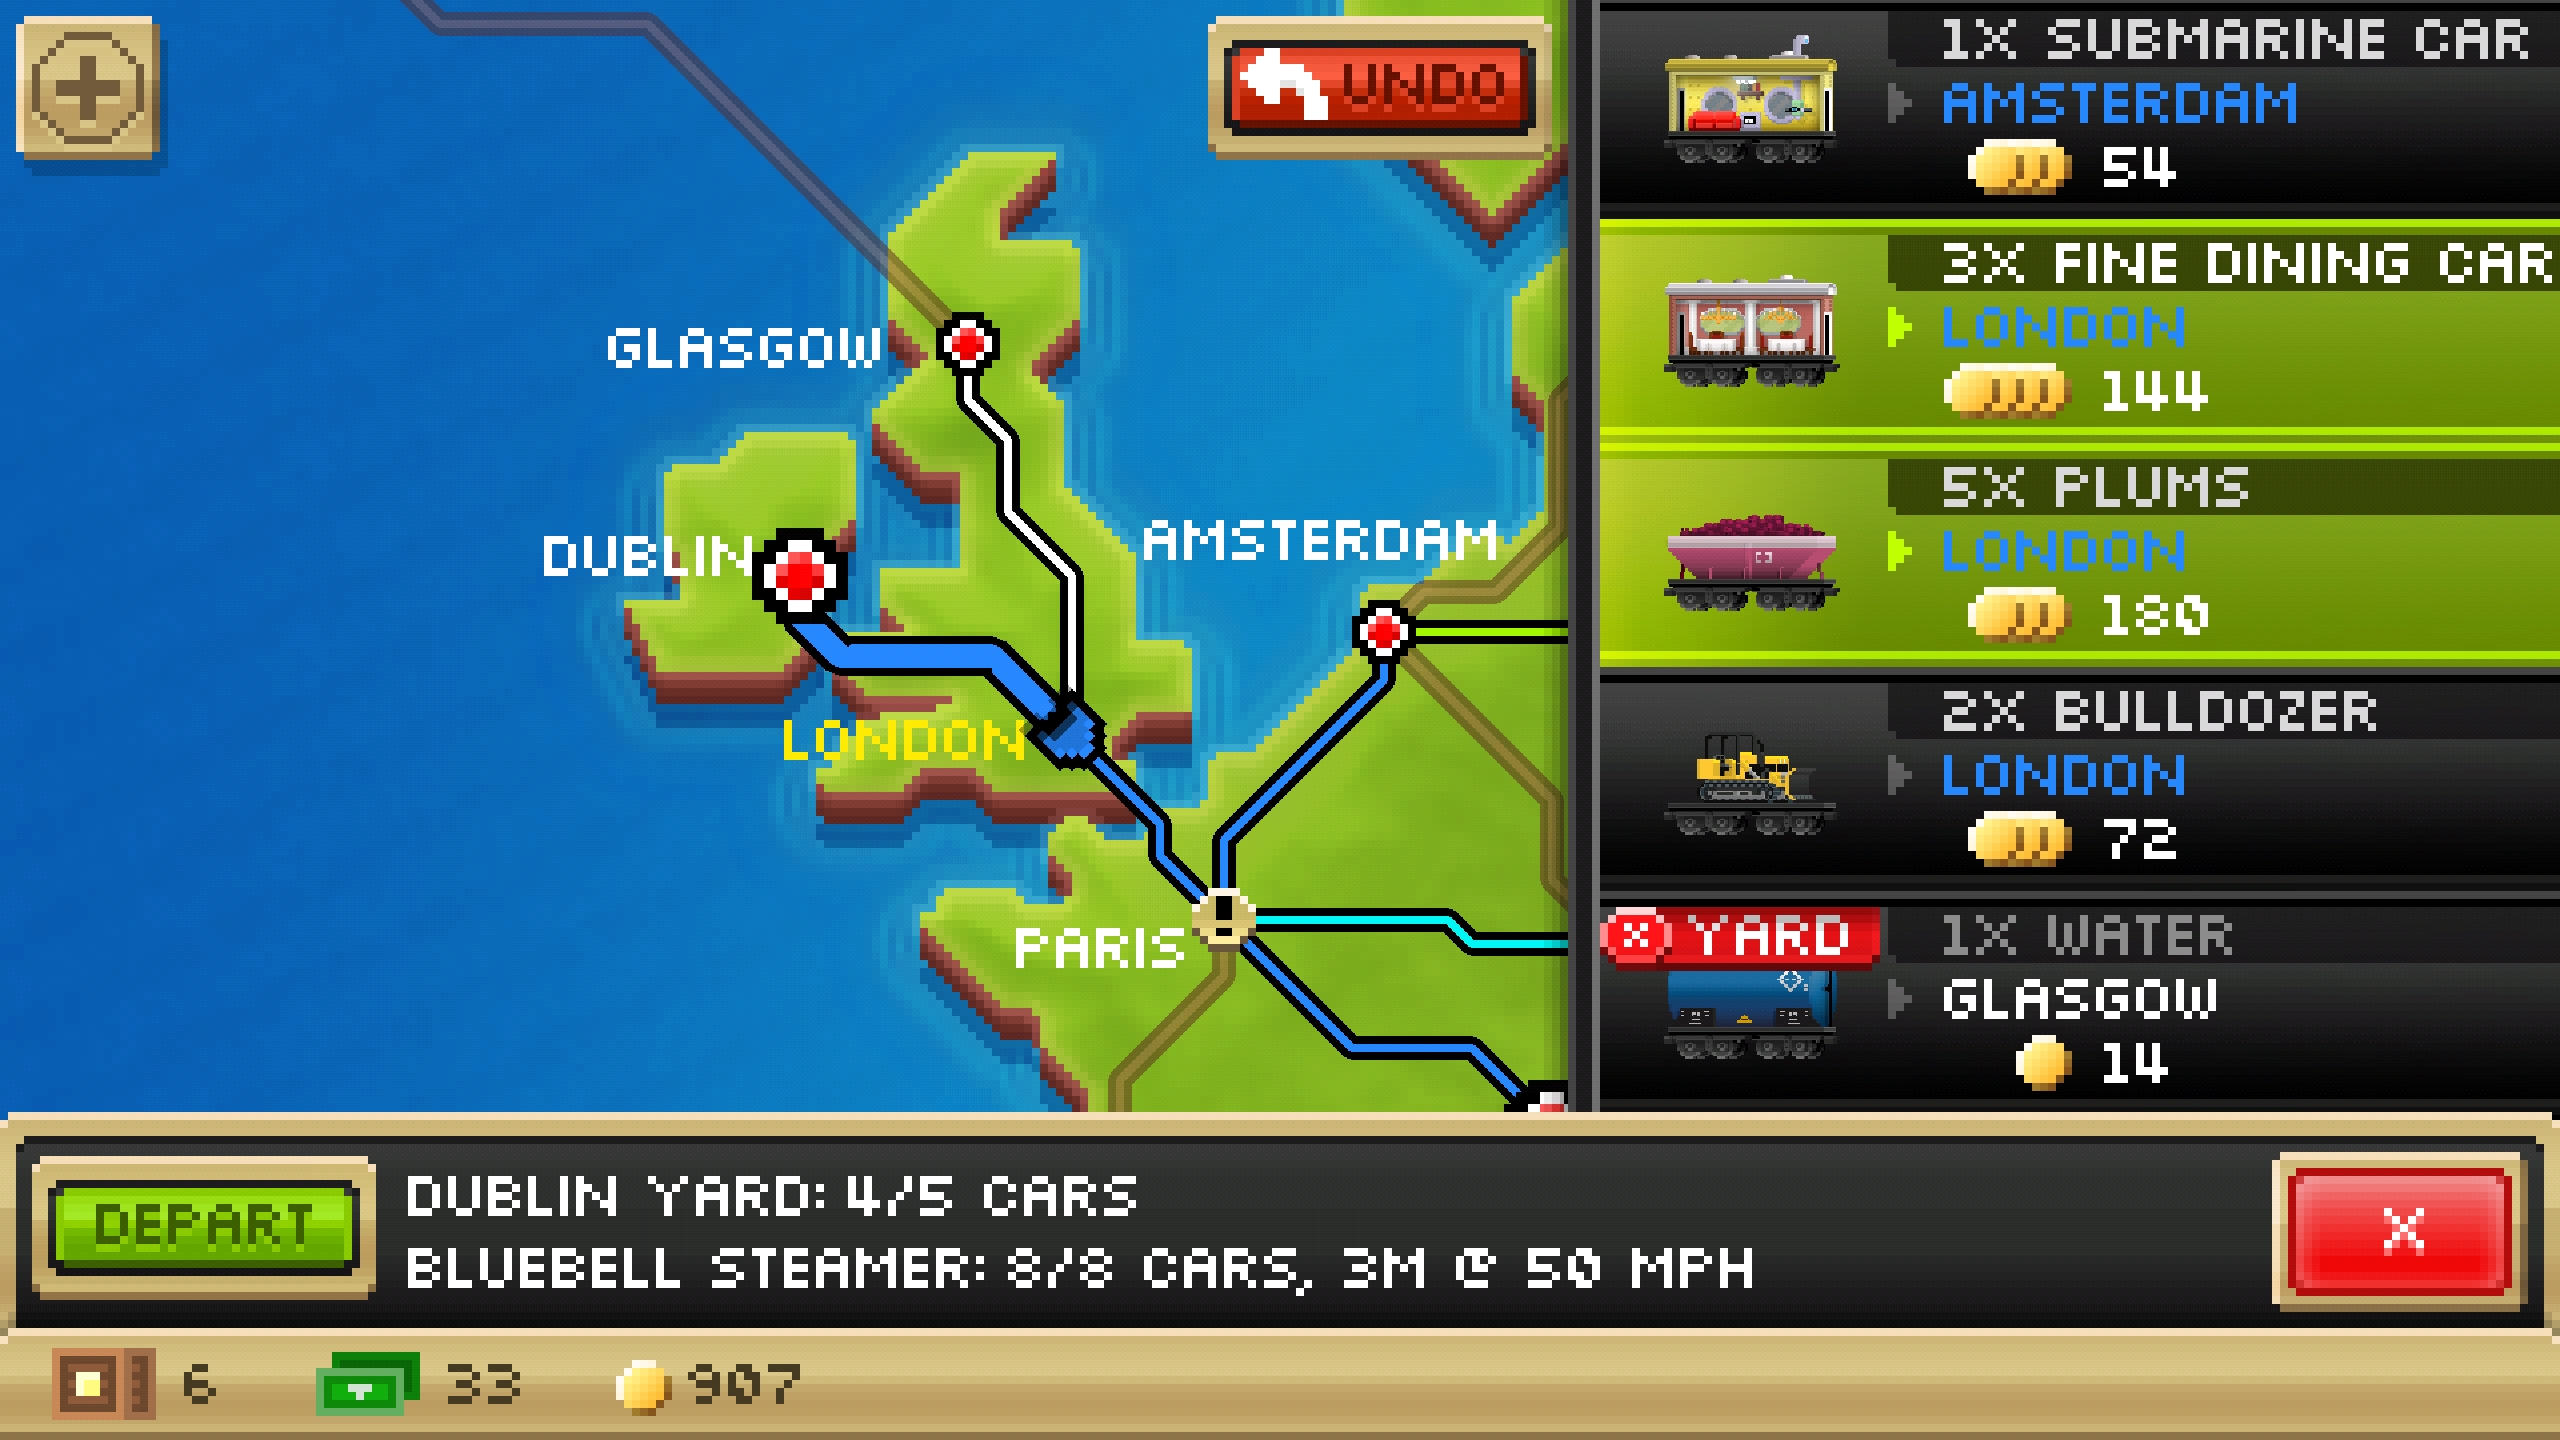 UNDO
GLASGOW
DUBLIN
AMSTERDAM
LONDON
PARIS
1X SUBMARINE CAR
AMSTERDAM
54
3X FINE DINING CAR
LONDON
144
5X PLUMS
LONDON
180
2X BULLDOZER
LONDON
72
YARD
1X WATER
GLASGOW
14
DEPART
DUBLIN YARD: 4/5 CARS
BLUEBELL STEAMER: 8/8 CARS, 3M @ 50 MPH
X
6
33
907